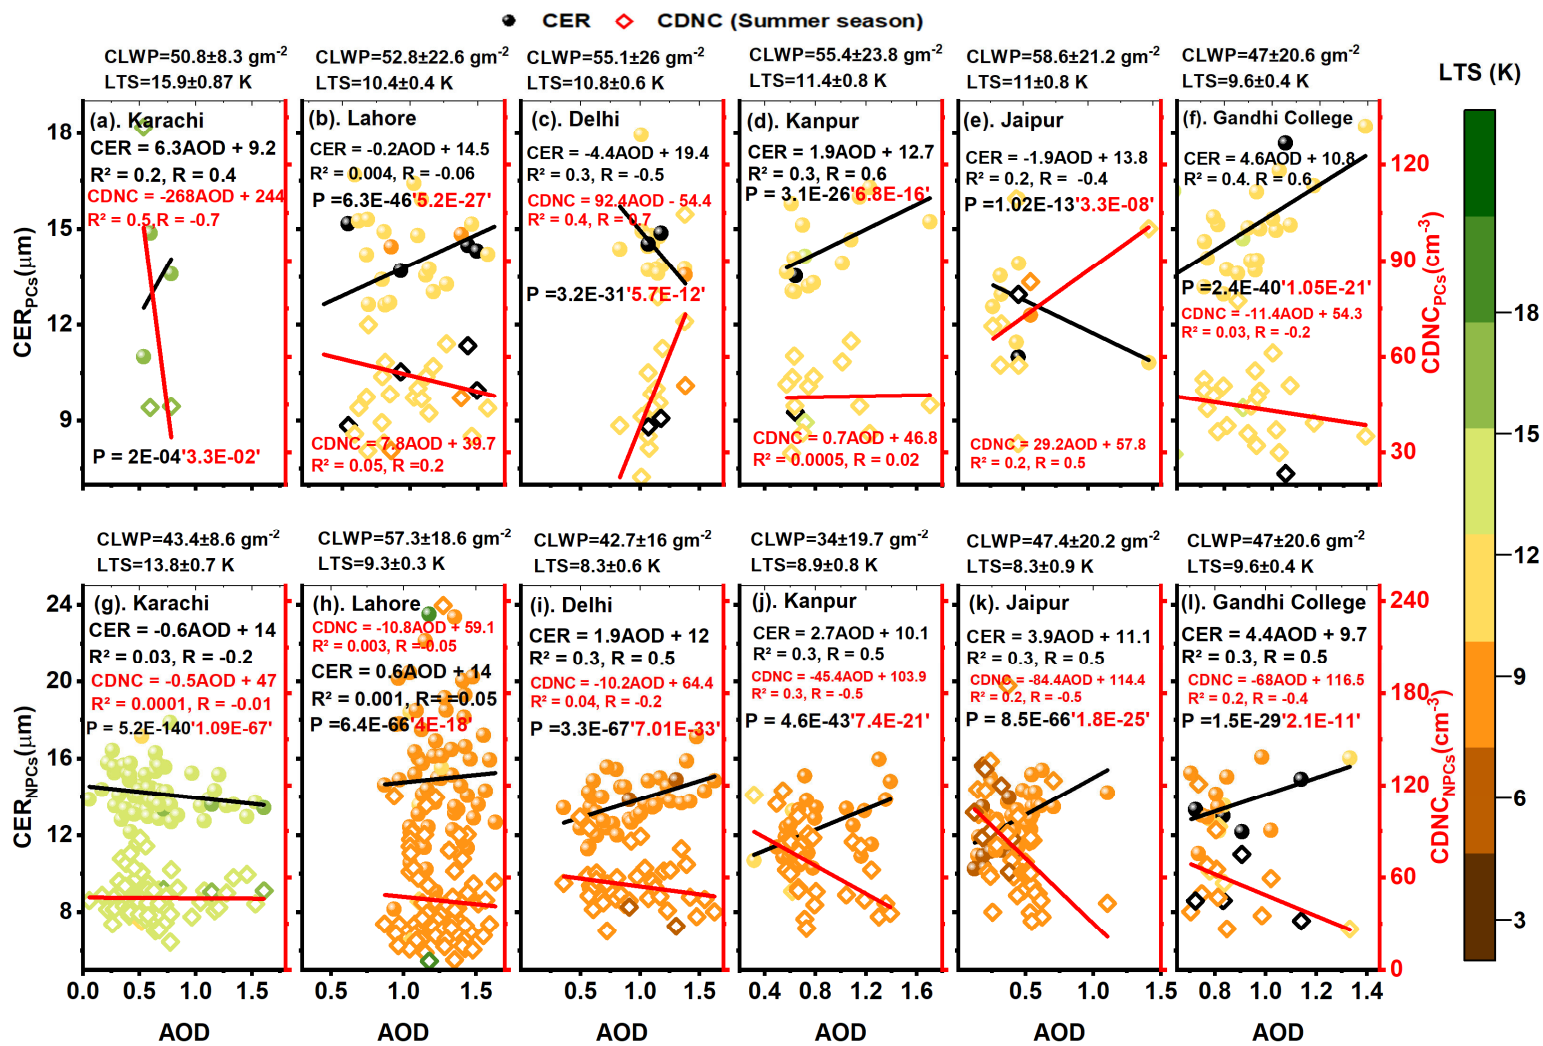 CER CDNC (Summer season)
CLWP=50.8±8.3 gm-2
LTS=15.9±0.87 K
CLWP=52.8±22.6 gm-2
LTS=10.4±0.4 K
CLWP=55.1±26 gm-2
LTS=10.8±0.6 K
CLWP=55.4±23.8 gm-2
LTS=11.4±0.8 K
CLWP=58.6±21.2 gm-2
LTS=11±0.8 K
CLWP=47±20.6 gm-2
LTS=9.6±0.4 K
LTS (K)
18
15
12
9
6
3
CERPCs(μm)
18
15
12
9
(a). Karachi
CER = 6.3AOD + 9.2
R² = 0.2, R = 0.4
CDNC = -268AOD + 244
R² = 0.5, R = -0.7
P = 2E-04'3.3E-02'
(b). Lahore
CER = -0.2AOD + 14.5
R² = 0.004, R = -0.06
P =6.3E-46'5.2E-27'
CDNC = 7.8AOD + 39.7
R² = 0.05, R =0.2
(c). Delhi
CER = -4.4AOD + 19.4
R² = 0.3, R = -0.5
CDNC = 92.4AOD - 54.4
R² = 0.4, R = 0.7
P =3.2E-31'5.7E-12'
(d). Kanpur
CER = 1.9AOD + 12.7
R² = 0.3, R = 0.6
P = 3.1E-26'6.8E-16'
CDNC = 0.7AOD + 46.8
R² = 0.0005, R = 0.02
(e). Jaipur
CER = -1.9AOD + 13.8
R² = 0.2, R = -0.4
P =1.02E-13'3.3E-08'
CDNC = 29.2AOD + 57.8
R² = 0.2, R = 0.5
(f). Gandhi College
CER = 4.6AOD + 10.8
R² = 0.4, R = 0.6
P =2.4E-40'1.05E-21'
CDNC = -11.4AOD + 54.3
R² = 0.03, R = -0.2
120
90
60
30
CDNCPCs(cm-3)
CLWP=43.4±8.6 gm-2
LTS=13.8±0.7 K
CLWP=57.3±18.6 gm-2
LTS=9.3±0.3 K
CLWP=42.7±16 gm-2
LTS=8.3±0.6 K
CLWP=34±19.7 gm-2
LTS=8.9±0.8 K
CLWP=47.4±20.2 gm-2
LTS=8.3±0.9 K
CLWP=47±20.6 gm-2
LTS=9.6±0.4 K
CERNPCs(μm)
24
20
16
12
8
(g). Karachi
CER = -0.6AOD + 14
R² = 0.03, R = -0.2
CDNC = -0.5AOD + 47
R² = 0.0001, R = -0.01
P = 5.2E-140'1.09E-67'
(h). Lahore
CDNC = -10.8AOD + 59.1
R² = 0.003, R=-0.05
CER = 0.6AOD + 14
R² = 0.001, R= =0.05
P =6.4E-66'4E-18'
(i). Delhi
CER = 1.9AOD + 12
R² = 0.3, R = 0.5
CDNC = -10.2AOD + 64.4
R² = 0.04, R = -0.2
P =3.3E-67'7.01E-33'
(j). Kanpur
CER = 2.7AOD + 10.1
R² = 0.3, R = 0.5
CDNC = -45.4AOD + 103.9
R² = 0.3, R = -0.5
P = 4.6E-43'7.4E-21'
(k). Jaipur
CER = 3.9AOD + 11.1
R² = 0.3, R = 0.5
CDNC = -84.4AOD + 114.4
R² = 0.2, R = -0.5
P = 8.5E-66'1.8E-25'
(l). Gandhi College
CER = 4.4AOD + 9.7
R² = 0.3, R = 0.5
CDNC = -68AOD + 116.5
R² = 0.2, R = -0.4
P =1.5E-29'2.1E-11'
240
180
120
60
0
CDNCNPCs(cm-3)
0.0 0.5 1.0 1.5
1.0 1.5
0.5 1.0 1.5
0.4 0.8 1.2 1.6
0.5 1.0 1.5
0.8 1.0 1.2 1.4
AOD AOD AOD AOD AOD AOD